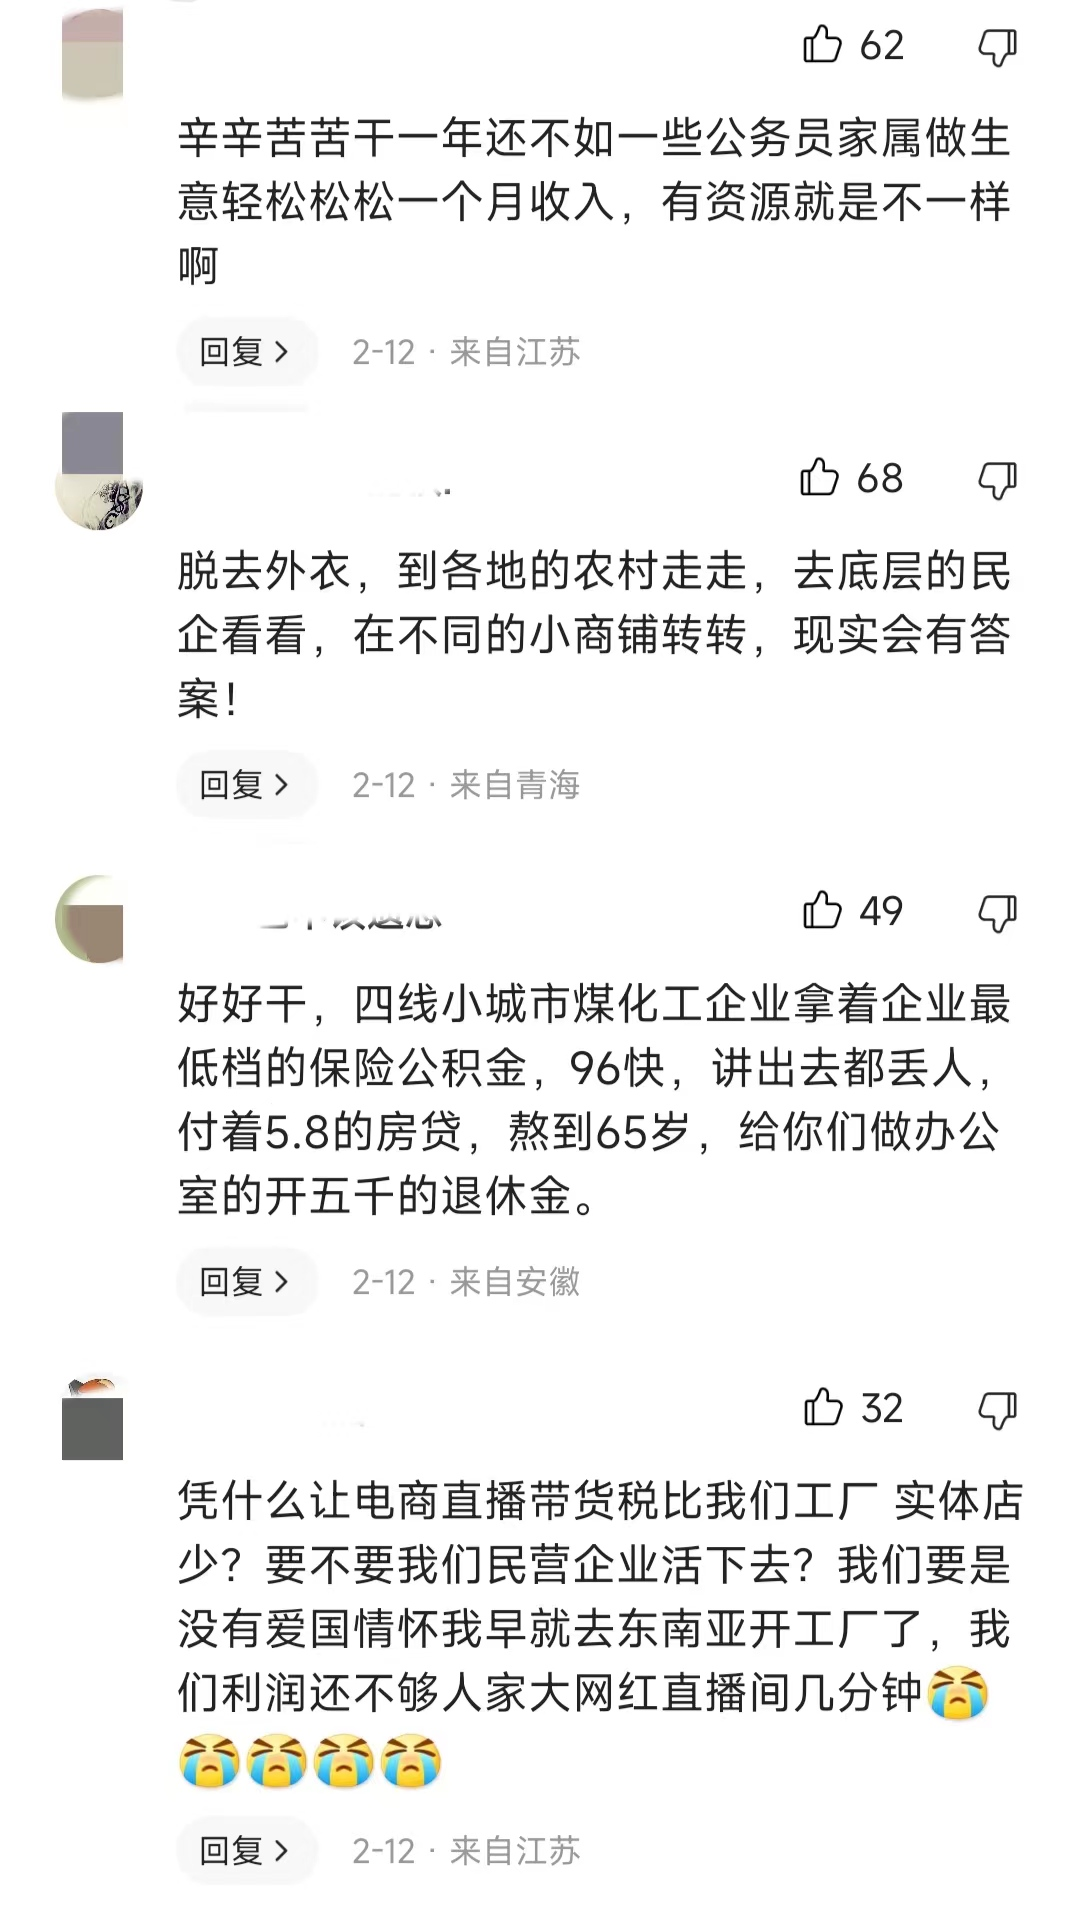 62
辛辛苦苦干一年还不如一些公务员家属做生
意轻松松松一个月收入，有资源就是不一样
啊
回复 > 2-12 · 来自江苏
68
脱去外衣，到各地的农村走走，去底层的民
企看看，在不同的小商铺转转，现实会有答
案！
回复 > 2-12 · 来自青海
49
好好干，四线小城市煤化工企业拿着企业最
低档的保险公积金，96快，讲出去都丢人，
付着5.8的房贷，熬到65岁，给你们做办公
室的开五千的退休金。
回复 > 2-12 · 来自安徽
32
凭什么让电商直播带货税比我们工厂 实体店
少？要不要我们民营企业活下去？我们要是
没有爱国情怀我早就去东南亚开工厂了，我
们利润还不够人家大网红直播间几分钟😭
😭😭😭😭
回复 > 2-12 · 来自江苏